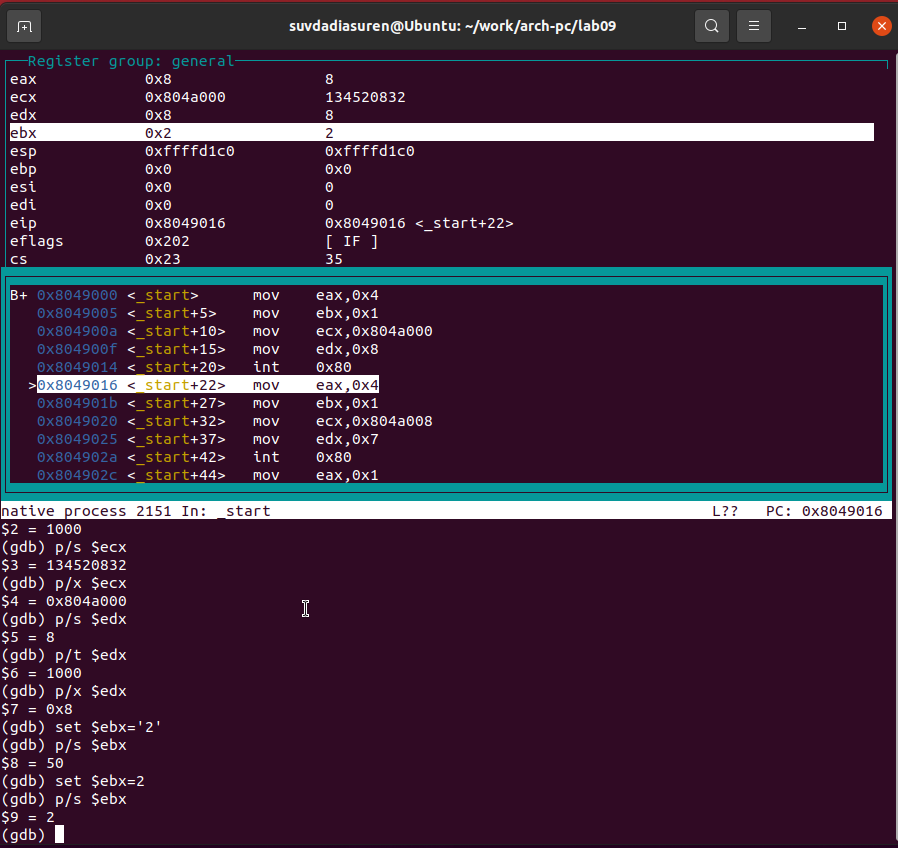 suvdadiasuren@Ubuntu: ~/work/arch-pc/lab09
Register group: general
eax 0x8 8
ecx 0x804a000 134520832
edx 0x8 8
ebx 0x2 2
esp 0xffffd1c0 0xffffd1c0
ebp 0x0 0x0
esi 0x0 0
edi 0x0 0
eip 0x8049016 0x8049016 <_start+22>
eflags 0x202 [ IF ]
cs 0x23 35
B+ 0x8049000 <_start> mov eax,0x4
0x8049005 <_start+5> mov ebx,0x1
0x804900a <_start+10> mov ecx,0x804a000
0x804900f <_start+15> mov edx,0x8
0x8049014 <_start+20> int 0x80
>0x8049016 <_start+22> mov eax,0x4
0x804901b <_start+27> mov ebx,0x1
0x8049020 <_start+32> mov ecx,0x804a008
0x8049025 <_start+37> mov edx,0x7
0x804902a <_start+42> int 0x80
0x804902c <_start+44> mov eax,0x1
native process 2151 In: _start L?? PC: 0x8049016
$2 = 1000
(gdb) p/s $ecx
$3 = 134520832
(gdb) p/x $ecx
$4 = 0x804a000
(gdb) p/s $edx
$5 = 8
(gdb) p/t $edx
$6 = 1000
(gdb) p/x $edx
$7 = 0x8
(gdb) set $ebx='2'
(gdb) p/s $ebx
$8 = 50
(gdb) set $ebx=2
(gdb) p/s $ebx
$9 = 2
(gdb)